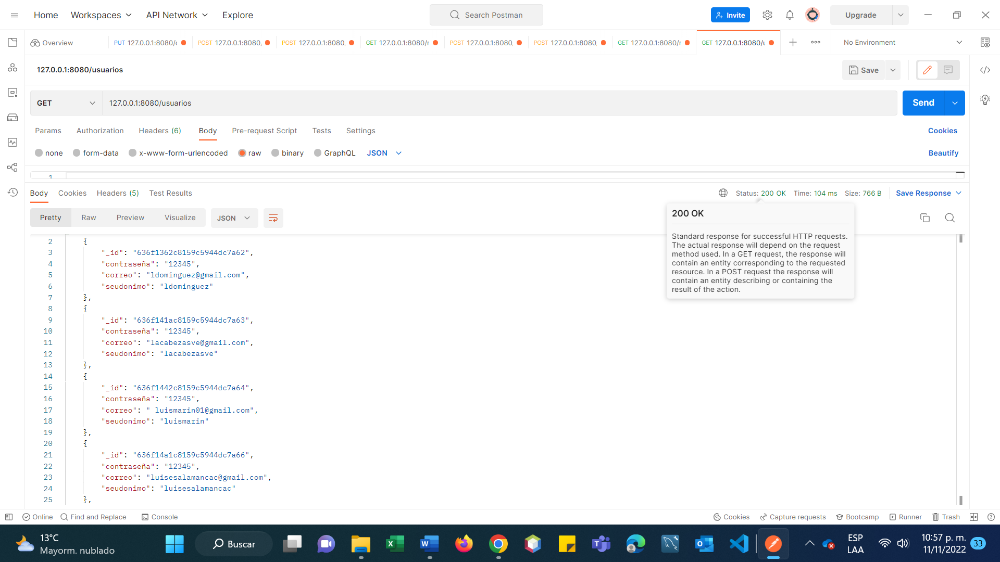 Home Workspaces API Network Explore Search Postman Invite Upgrade
Overview PUT 127.0.0.1:8080/ POST 127.0.0.1:8080, POST 127.0.0.1:8080, GET 127.0.0.1:8080/r POST 127.0.0.1:8080 POST 127.0.0.1:8080 GET 127.0.0.1:8080/r GET 127.0.0.1:8080/u No Environment
127.0.0.1:8080/usuarios Save
GET 127.0.0.1:8080/usuarios Send
Params Authorization Headers (6) Body Pre-request Script Tests Settings Cookies
none form-data x-www-form-urlencoded raw binary GraphQL JSON Beautify
1
Body Cookies Headers (5) Test Results Status: 200 OK Time: 104 ms Size: 766 B Save Response
Pretty Raw Preview Visualize JSON
200 OK
Standard response for successful HTTP requests.
The actual response will depend on the request
method used. In a GET request, the response will
contain an entity corresponding to the requested
resource. In a POST request the response will
contain an entity describing or containing the
result of the action.
2 {
3 "_id": "636f1362c8159c5944dc7a62",
4 "contraseña": "12345",
5 "correo": "ldominguez@gmail.com",
6 "seudonimo": "ldominguez"
7 },
8 {
9 "_id": "636f141ac8159c5944dc7a63",
10 "contraseña": "12345",
11 "correo": "lacabezasve@gmail.com",
12 "seudonimo": "lacabezasve"
13 },
14 {
15 "_id": "636f1442c8159c5944dc7a64",
16 "contraseña": "12345",
17 "correo": " luismarin01@gmail.com",
18 "seudonimo": "luismarin"
19 },
20 {
21 "_id": "636f14a1c8159c5944dc7a66",
22 "contraseña": "12345",
23 "correo": "luisesalamancac@gmail.com",
24 "seudonimo": "luisesalamancac"
25 },
Online Find and Replace Console Cookies Capture requests Bootcamp Runner Trash
13°C
Mayorm. nublado
Buscar
ESP
LAA
10:57 p. m.
11/11/2022
33